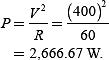 P = V²/R = (400)²/60
= 2,666.67 W.